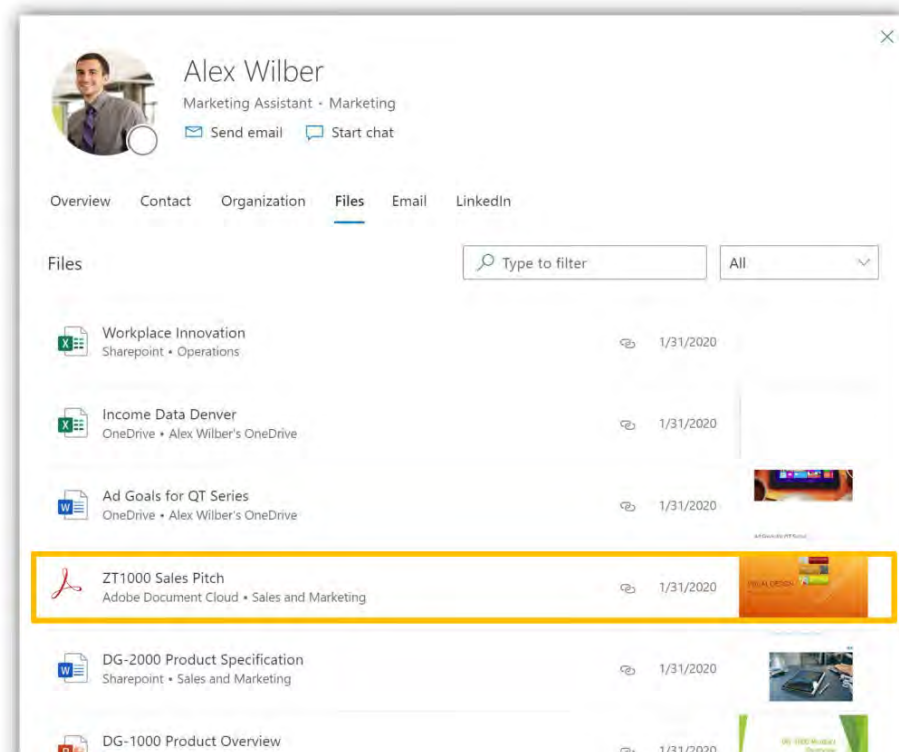 Alex Wilber
Marketing Assistant • Marketing
Send email Start chat
Overview Contact Organization Files Email LinkedIn
Files Type to filter All
Workplace Innovation
Sharepoint • Operations
1/31/2020
Income Data Denver
OneDrive • Alex Wilber's OneDrive
1/31/2020
Ad Goals for QT Series
OneDrive • Alex Wilber's OneDrive
1/31/2020
ZT1000 Sales Pitch
Adobe Document Cloud • Sales and Marketing
1/31/2020
DG-2000 Product Specification
Sharepoint • Sales and Marketing
1/31/2020
DG-1000 Product Overview
1/31/2020
DG-1000 Product
Overview